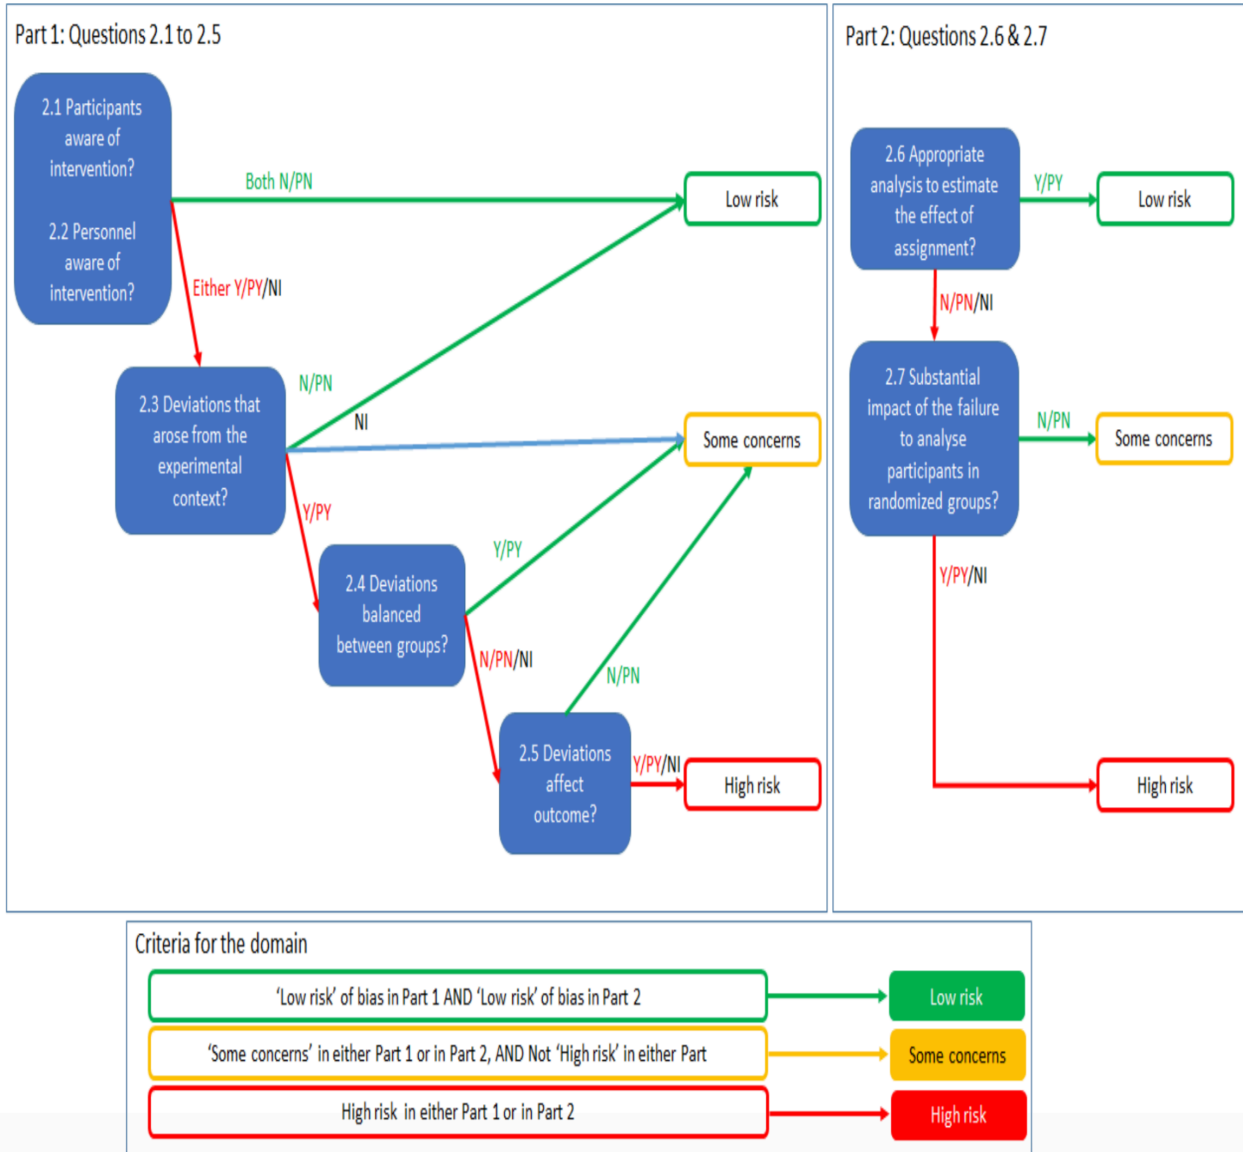 Part 1: Questions 2.1 to 2.5
2.1 Participants
aware of
intervention?
2.2 Personnel
aware of
intervention?
Both N/PN
Low risk
Either Y/PY/NI
2.3 Deviations that
arose from the
experimental
context?
N/PN
NI
Some concerns
Y/PY
2.4 Deviations
balanced
between groups?
Y/PY
N/PN/NI
N/PN
2.5 Deviations
affect
outcome?
Y/PY/NI
High risk
Part 2: Questions 2.6 & 2.7
2.6 Appropriate
analysis to estimate
the effect of
assignment?
Y/PY
Low risk
N/PN/NI
2.7 Substantial
impact of the failure
to analyse
participants in
randomized groups?
N/PN
Some concerns
Y/PY/NI
High risk
Criteria for the domain
'Low risk' of bias in Part 1 AND 'Low risk' of bias in Part 2
Low risk
'Some concerns' in either Part 1 or in Part 2, AND Not 'High risk' in either Part
Some concerns
High risk in either Part 1 or in Part 2
High risk